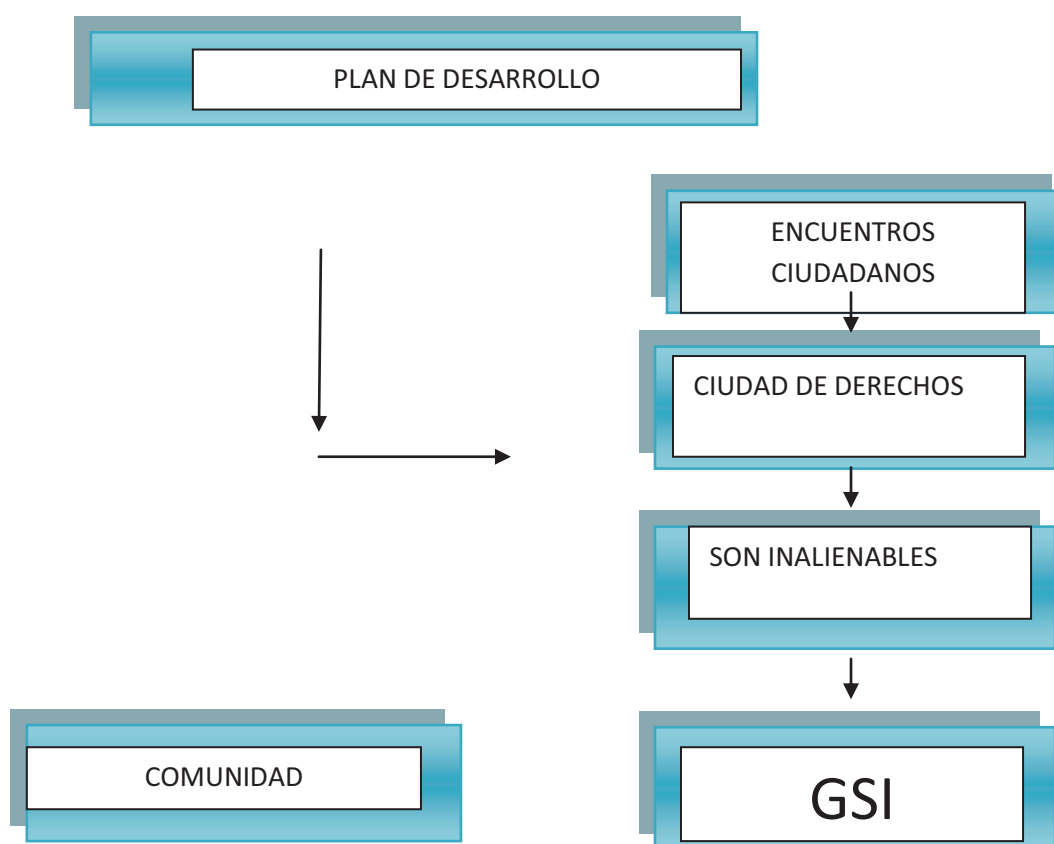 PLAN DE DESARROLLO
ENCUENTROS
CIUDADANOS
CIUDAD DE DERECHOS
SON INALIENABLES
COMUNIDAD
GSI